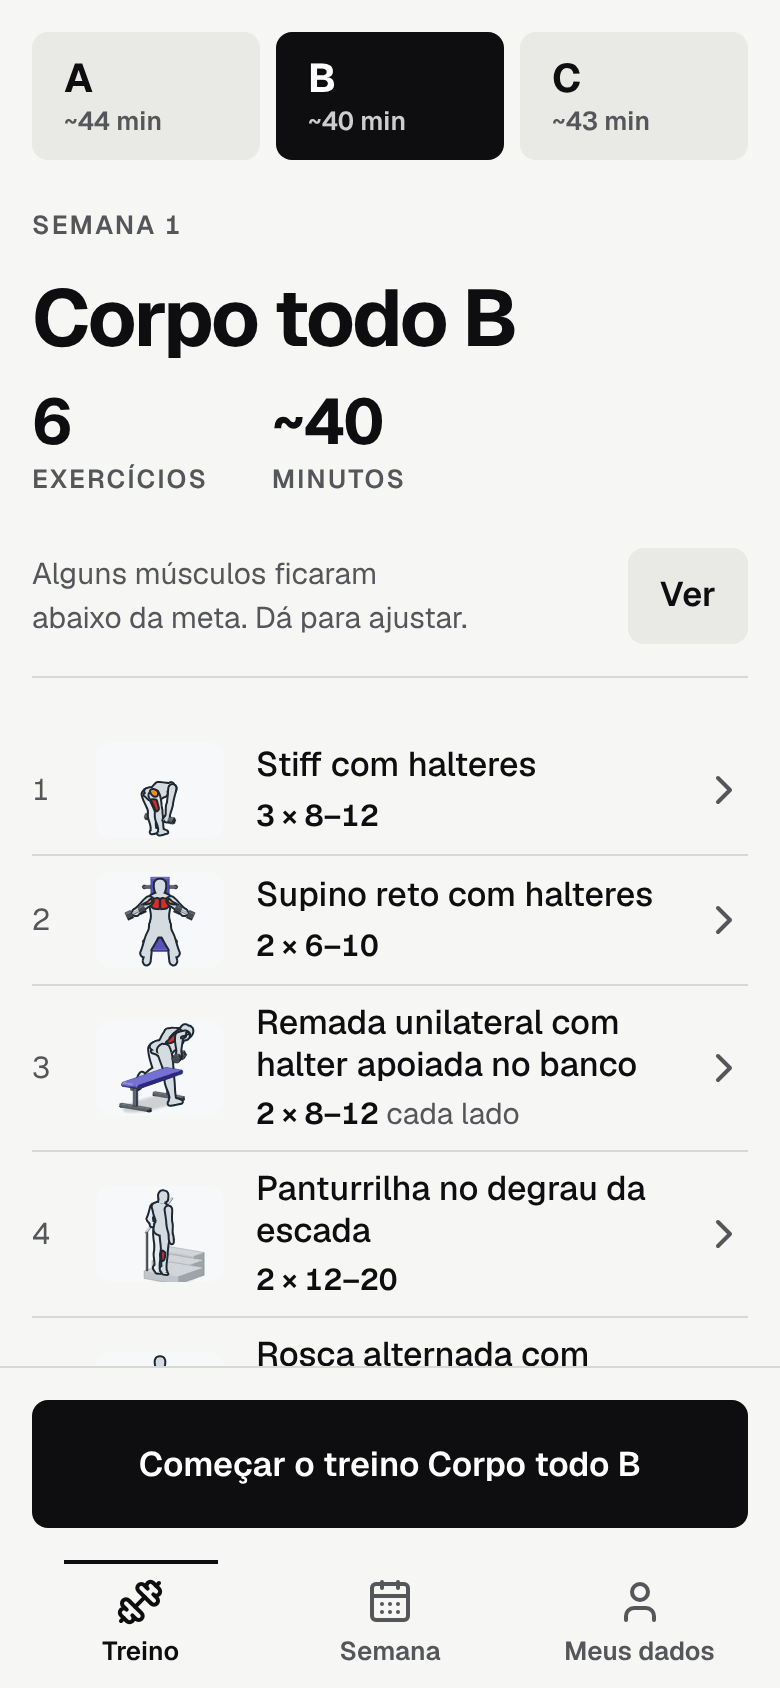 A
~44 min
B
~40 min
C
~43 min
SEMANA 1
Corpo todo B
6
EXERCÍCIOS
~40
MINUTOS
Alguns músculos ficaram
abaixo da meta. Dá para ajustar.
Ver
1
Stiff com halteres
3 × 8–12
2
Supino reto com halteres
2 × 6–10
3
Remada unilateral com
halter apoiada no banco
2 × 8–12 cada lado
4
Panturrilha no degrau da
escada
2 × 12–20
Rosca alternada com
Começar o treino Corpo todo B
Treino
Semana
Meus dados